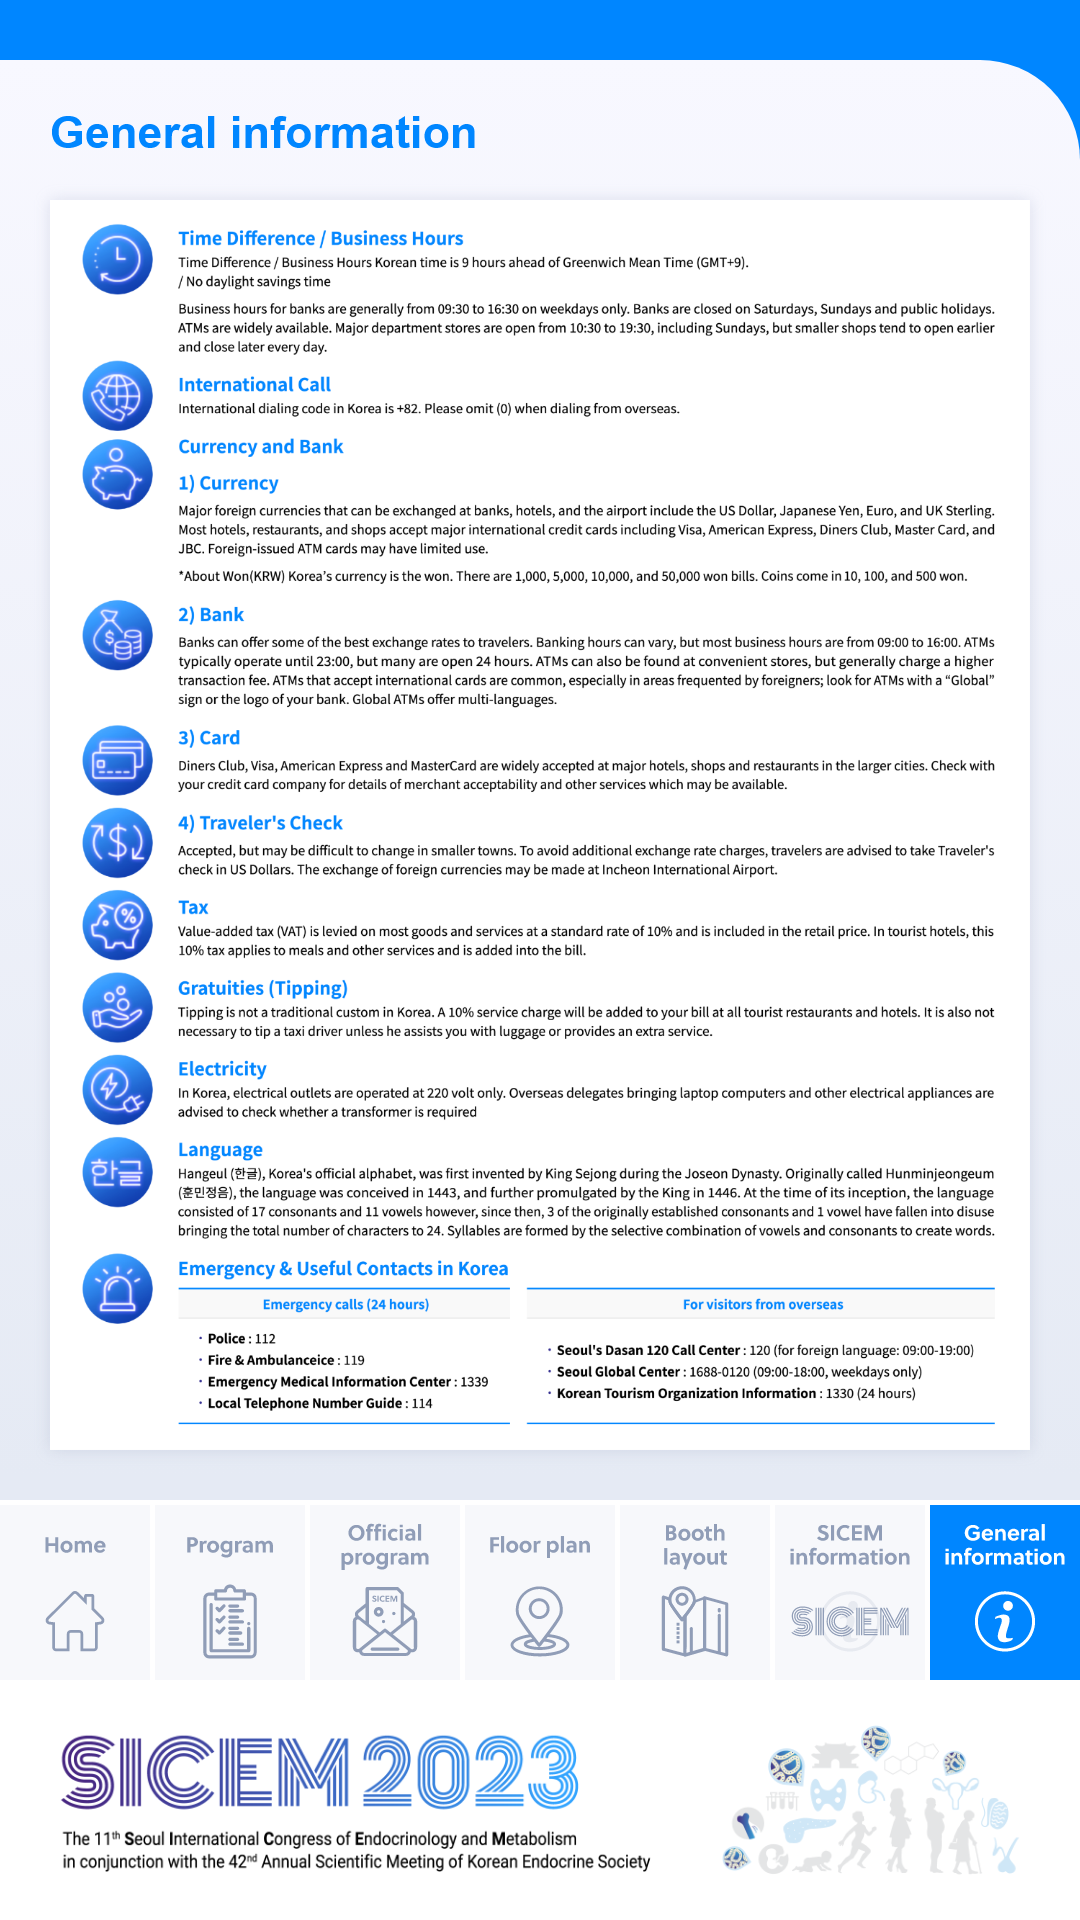 General information
Time Difference / Business Hours
Time Difference / Business Hours Korean time is 9 hours ahead of Greenwich Mean Time (GMT+9).
/ No daylight savings time
Business hours for banks are generally from 09:30 to 16:30 on weekdays only. Banks are closed on Saturdays, Sundays and public holidays.
ATMs are widely available. Major department stores are open from 10:30 to 19:30, including Sundays, but smaller shops tend to open earlier
and close later every day.
International Call
International dialing code in Korea is +82. Please omit (0) when dialing from overseas.
Currency and Bank
1) Currency
Major foreign currencies that can be exchanged at banks, hotels, and the airport include the US Dollar, Japanese Yen, Euro, and UK Sterling.
Most hotels, restaurants, and shops accept major international credit cards including Visa, American Express, Diners Club, Master Card, and
JBC. Foreign-issued ATM cards may have limited use.
*About Won(KRW) Korea's currency is the won. There are 1,000, 5,000, 10,000, and 50,000 won bills. Coins come in 10, 100, and 500 won.
2) Bank
Banks can offer some of the best exchange rates to travelers. Banking hours can vary, but most business hours are from 09:00 to 16:00. ATMs
typically operate until 23:00, but many are open 24 hours. ATMs can also be found at convenient stores, but generally charge a higher
transaction fee. ATMs that accept international cards are common, especially in areas frequented by foreigners; look for ATMs with a “Global”
sign or the logo of your bank. Global ATMs offer multi-languages.
3) Card
Diners Club, Visa, American Express and MasterCard are widely accepted at major hotels, shops and restaurants in the larger cities. Check with
your credit card company for details of merchant acceptability and other services which may be available.
4) Traveler's Check
Accepted, but may be difficult to change in smaller towns. To avoid additional exchange rate charges, travelers are advised to take Traveler's
check in US Dollars. The exchange of foreign currencies may be made at Incheon International Airport.
Tax
Value-added tax (VAT) is levied on most goods and services at a standard rate of 10% and is included in the retail price. In tourist hotels, this
10% tax applies to meals and other services and is added into the bill.
Gratuities (Tipping)
Tipping is not a traditional custom in Korea. A 10% service charge will be added to your bill at all tourist restaurants and hotels. It is also not
necessary to tip a taxi driver unless he assists you with luggage or provides an extra service.
Electricity
In Korea, electrical outlets are operated at 220 volt only. Overseas delegates bringing laptop computers and other electrical appliances are
advised to check whether a transformer is required
한글
Language
Hangeul (한글), Korea's official alphabet, was first invented by King Sejong during the Joseon Dynasty. Originally called Hunminjeongeum
(훈민정음), the language was conceived in 1443, and further promulgated by the King in 1446. At the time of its inception, the language
consisted of 17 consonants and 11 vowels however, since then, 3 of the originally established consonants and 1 vowel have fallen into disuse
bringing the total number of characters to 24. Syllables are formed by the selective combination of vowels and consonants to create words.
Emergency & Useful Contacts in Korea
Emergency calls (24 hours)
· Police : 112
· Fire & Ambulanceice : 119
· Emergency Medical Information Center : 1339
· Local Telephone Number Guide : 114
For visitors from overseas
· Seoul's Dasan 120 Call Center : 120 (for foreign language: 09:00-19:00)
· Seoul Global Center : 1688-0120 (09:00-18:00, weekdays only)
· Korean Tourism Organization Information : 1330 (24 hours)
Home
Program
Official
program
SICEM
Floor plan
Booth
layout
SICEM
information
SICEM
General
information
SICEM 2023
The 11th Seoul International Congress of Endocrinology and Metabolism
in conjunction with the 42nd Annual Scientific Meeting of Korean Endocrine Society